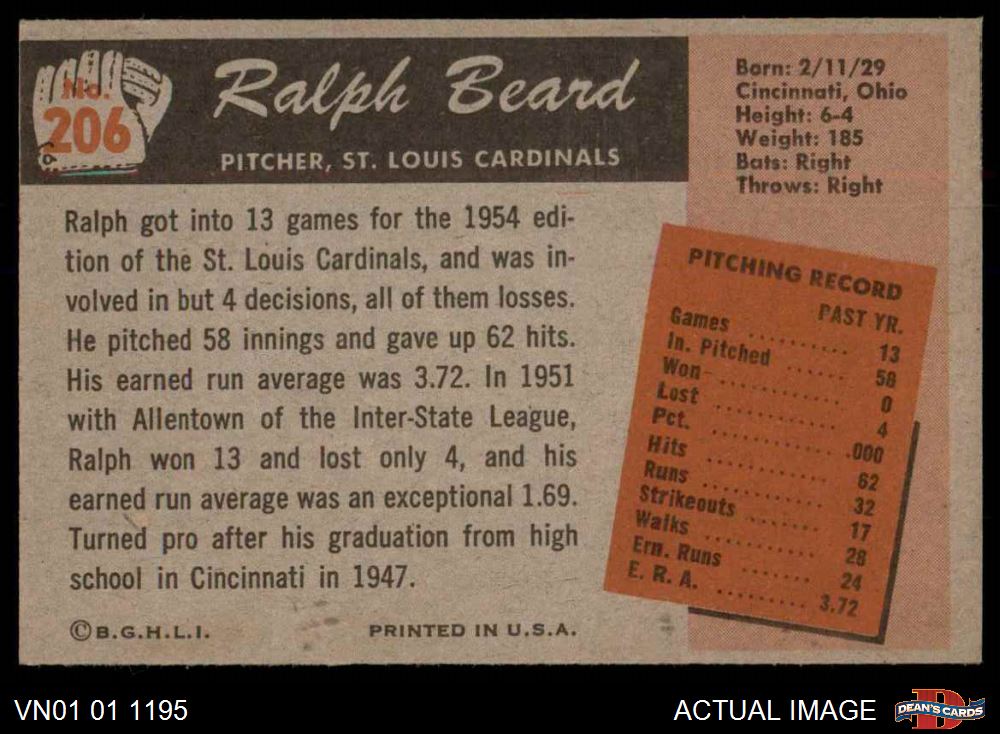 No.
206
Ralph Beard
PITCHER, ST. LOUIS CARDINALS
Born: 2/11/29
Cincinnati, Ohio
Height: 6-4
Weight: 185
Bats: Right
Throws: Right
Ralph got into 13 games for the 1954 edi-
tion of the St. Louis Cardinals, and was in-
volved in but 4 decisions, all of them losses.
He pitched 58 innings and gave up 62 hits.
His earned run average was 3.72. In 1951
with Allentown of the Inter-State League,
Ralph won 13 and lost only 4, and his
earned run average was an exceptional 1.69.
Turned pro after his graduation from high
school in Cincinnati in 1947.
©B.G.H.L.I.
PRINTED IN U.S.A.
PITCHING RECORD
PAST YR.
Games .......... 13
In. Pitched ...... 58
Won ............. 0
Lost ............. 4
Pct. ............. .000
Hits ............ 62
Runs ............ 32
Strikeouts ....... 17
Walks .......... 28
Ern. Runs ....... 24
E. R. A. .......... 3.72
VN01 01 1195
ACTUAL IMAGE
DEAN'S CARDS